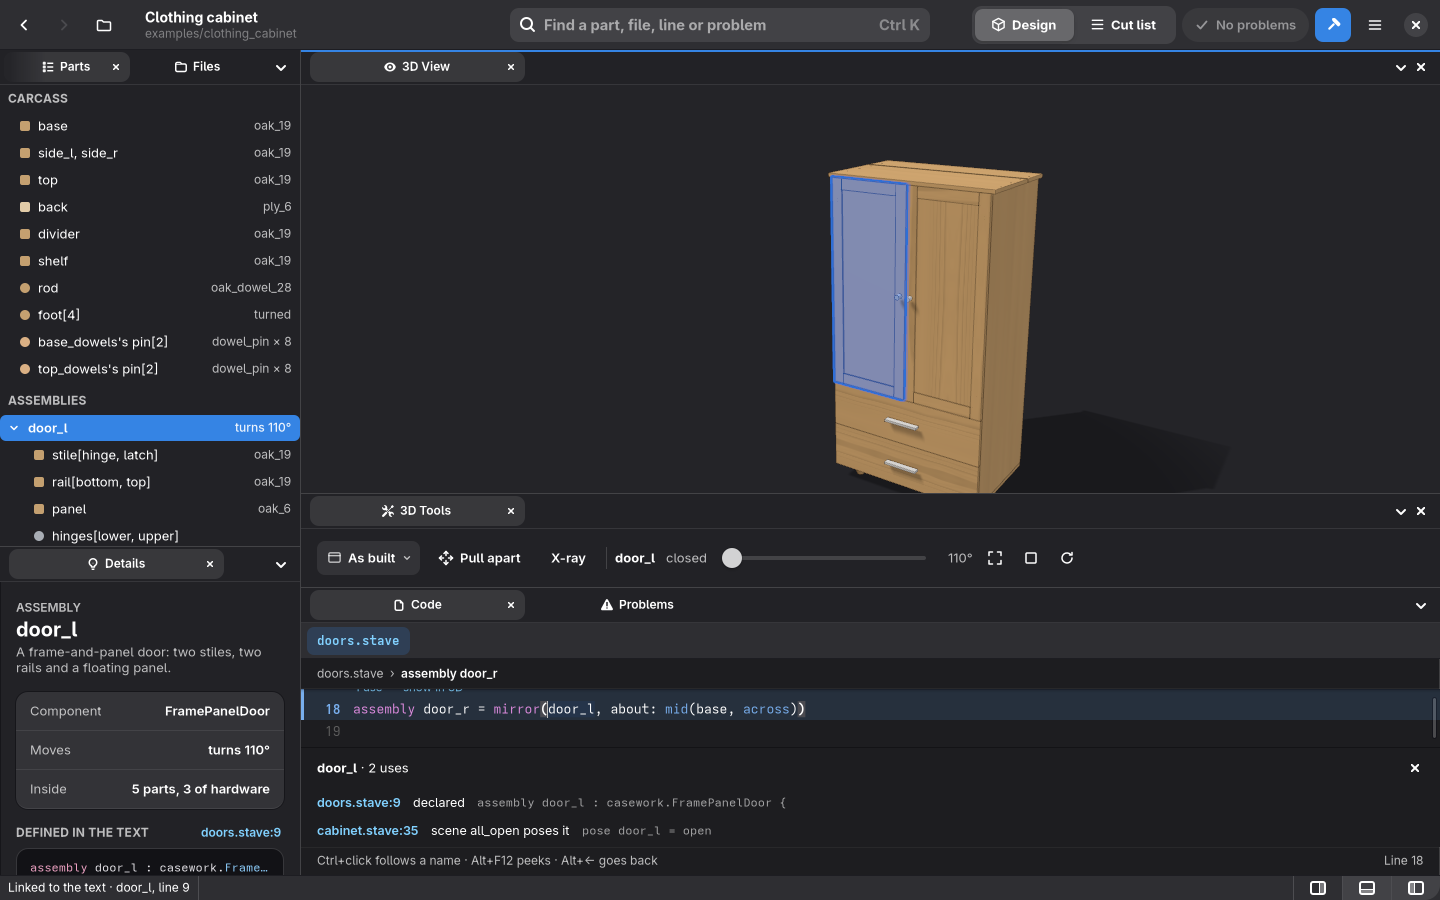 Clothing cabinet
examples/clothing_cabinet
Find a part, file, line or problem
Ctrl K
Design
Cut list
No problems
Parts
Files
3D View
CARCASS
base
oak_19
side_l, side_r
oak_19
top
oak_19
back
ply_6
divider
oak_19
shelf
oak_19
rod
oak_dowel_28
foot[4]
turned
base_dowels's pin[2]
dowel_pin × 8
top_dowels's pin[2]
dowel_pin × 8
ASSEMBLIES
door_l
turns 110°
stile[hinge, latch]
oak_19
rail[bottom, top]
oak_19
panel
oak_6
hinges[lower, upper]
Details
ASSEMBLY
door_l
A frame-and-panel door: two stiles, two
rails and a floating panel.
Component
FramePanelDoor
Moves
turns 110°
Inside
5 parts, 3 of hardware
DEFINED IN THE TEXT
doors.stave:9
assembly door_l : casework.Frame…
3D Tools
As built
Pull apart
X-ray
door_l
closed
110°
Code
Problems
doors.stave
doors.stave › assembly door_r
18 assembly door_r = mirror(door_l, about: mid(base, across))
19
door_l · 2 uses
doors.stave:9 declared assembly door_l : casework.FramePanelDoor {
cabinet.stave:35 scene all_open poses it pose door_l = open
Ctrl+click follows a name · Alt+F12 peeks · Alt+← goes back
Line 18
Linked to the text · door_l, line 9